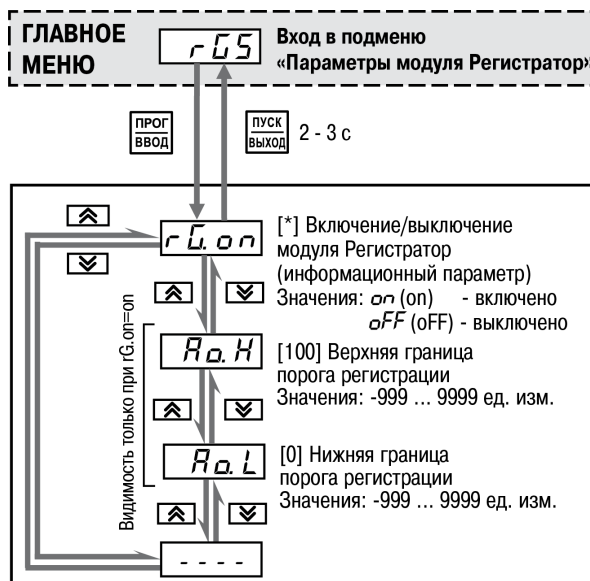 ГЛАВНОЕ
МЕНЮ
rGS
Вход в подменю
«Параметры модуля Регистратор»
ПРОГ
ВВОД
ПУСК
ВЫХОД
2 - 3 с
rG.on
[*] Включение/выключение
модуля Регистратор
(информационный параметр)
Значения: on (on) - включено
oFF (oFF) - выключено
Видимость только при rG.on=on
Ao.H
[100] Верхняя граница
порога регистрации
Значения: -999 ... 9999 ед. изм.
Ao.L
[0] Нижняя граница
порога регистрации
Значения: -999 ... 9999 ед. изм.
- - - -